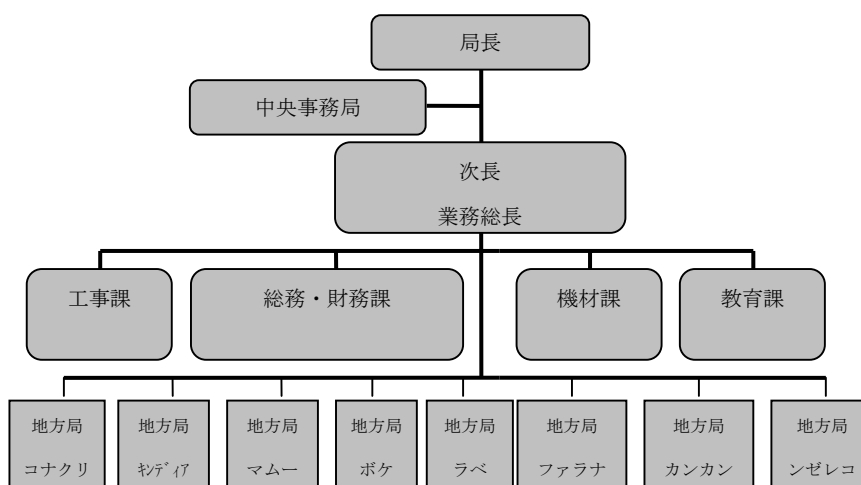 局長
中央事務局
次長
業務総長
工事課
総務・財務課
機材課
教育課
地方局
コナクリ
地方局
ｷﾝﾃﾞｨｱ
地方局
マムー
地方局
ボケ
地方局
ラベ
地方局
ファラナ
地方局
カンカン
地方局
ンゼレコ